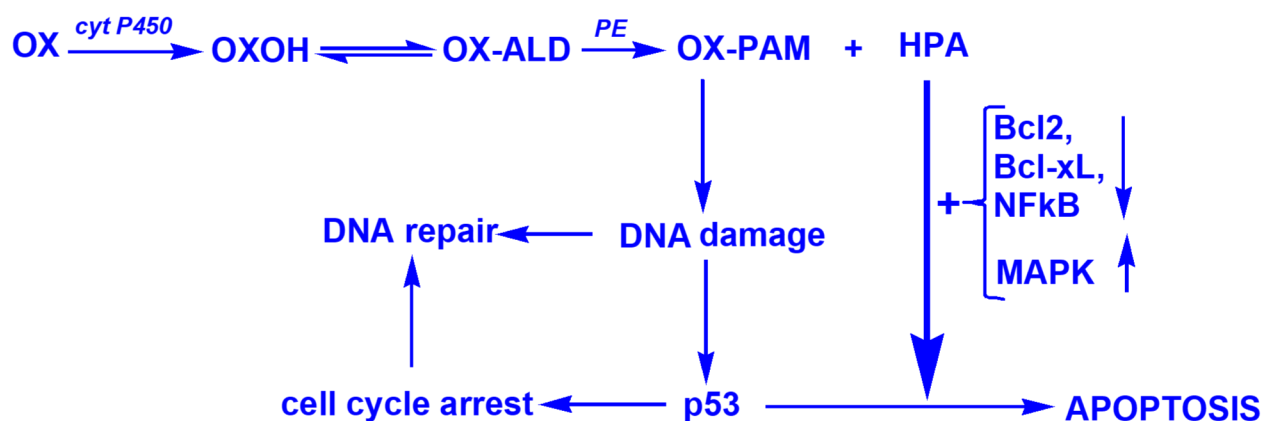 cyt P450
PE
OX OXOH OX-ALD OX-PAM + HPA
Bcl2,
Bcl-xL,
+ NFkB
MAPK
DNA repair DNA damage
cell cycle arrest p53 APOPTOSIS